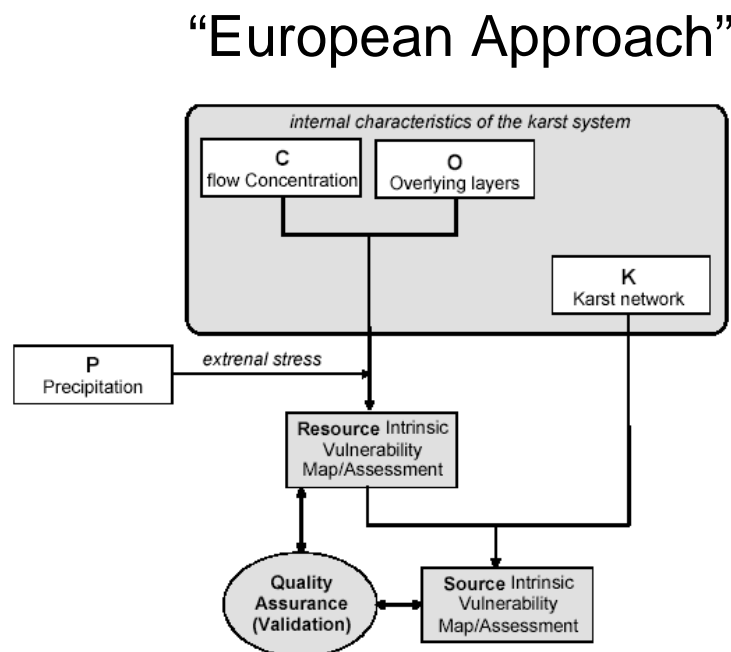 “European Approach”
internal characteristics of the karst system
C
flow Concentration
O
Overlying layers
K
Karst network
P
Precipitation
extrenal stress
Resource Intrinsic
Vulnerability
Map/Assessment
Quality
Assurance
(Validation)
Source Intrinsic
Vulnerability
Map/Assessment